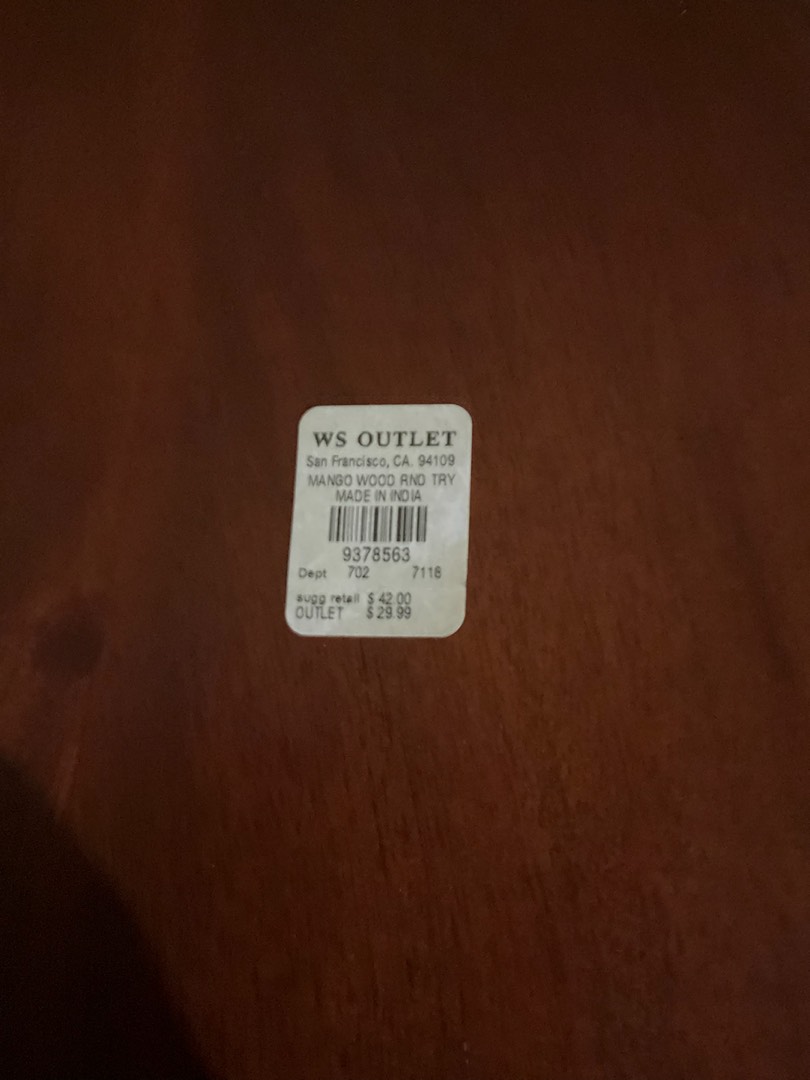 WS OUTLET
San Francisco, CA. 94109
MANGO WOOD RND TRY
MADE IN INDIA
9378563
Dept 702 7118
sugg retail $ 42.00
OUTLET $ 29.99